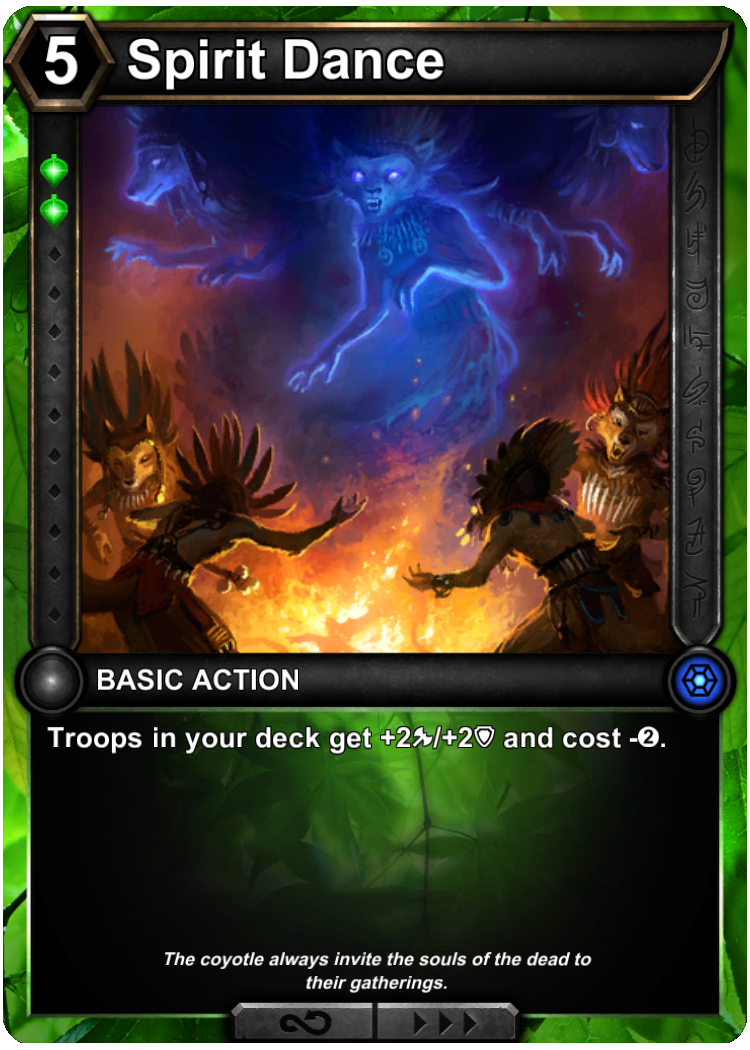 5 Spirit Dance
BASIC ACTION
Troops in your deck get +2/+2 and cost -2.
The coyotle always invite the souls of the dead to
their gatherings.